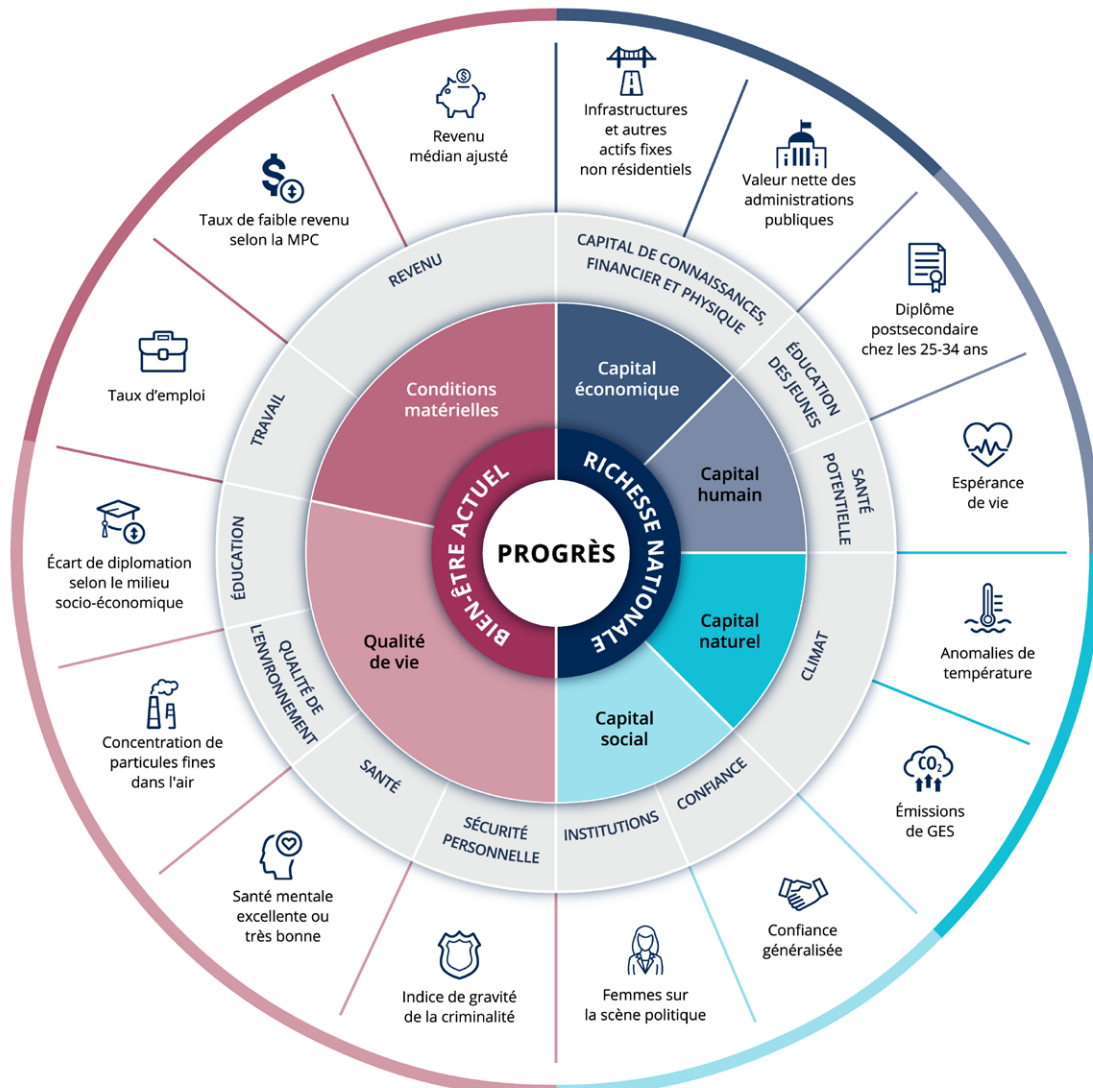 PROGRÈS
BIEN-ÊTRE ACTUEL
RICHESSE NATIONALE
Conditions
matérielles
Qualité
de vie
Capital
économique
Capital
humain
Capital
naturel
Capital
social
REVENU
TRAVAIL
ÉDUCATION
QUALITÉ DE
L'ENVIRONNEMENT
SANTÉ
SÉCURITÉ
PERSONNELLE
CAPITAL DE CONNAISSANCES,
FINANCIER ET PHYSIQUE
ÉDUCATION
DES JEUNES
SANTÉ
POTENTIELLE
CLIMAT
CONFIANCE
INSTITUTIONS
$
Revenu
médian ajusté
$
Taux de faible revenu
selon la MPC
Taux d'emploi
Écart de diplomation
selon le milieu
socio-économique
Concentration de
particules fines
dans l'air
Santé mentale
excellente ou
très bonne
Indice de gravité
de la criminalité
Infrastructures
et autres
actifs fixes
non résidentiels
Valeur nette des
administrations
publiques
Diplôme
postsecondaire
chez les 25-34 ans
Espérance
de vie
Anomalies de
température
CO₂
Émissions
de GES
Confiance
généralisée
Femmes sur
la scène politique